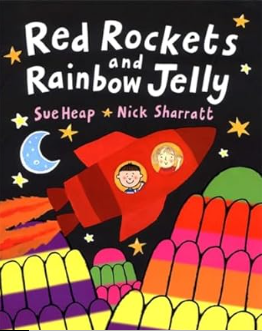 Red Rockets
and
Rainbow Jelly
Sue Heap ★ Nick Sharratt